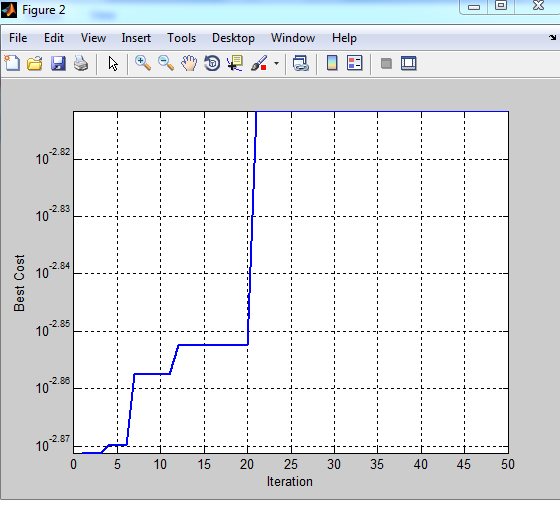 Figure 2
File Edit View Insert Tools Desktop Window Help
10^-2.82
10^-2.83
10^-2.84
10^-2.85
10^-2.86
10^-2.87
Best Cost
0 5 10 15 20 25 30 35 40 45 50
Iteration